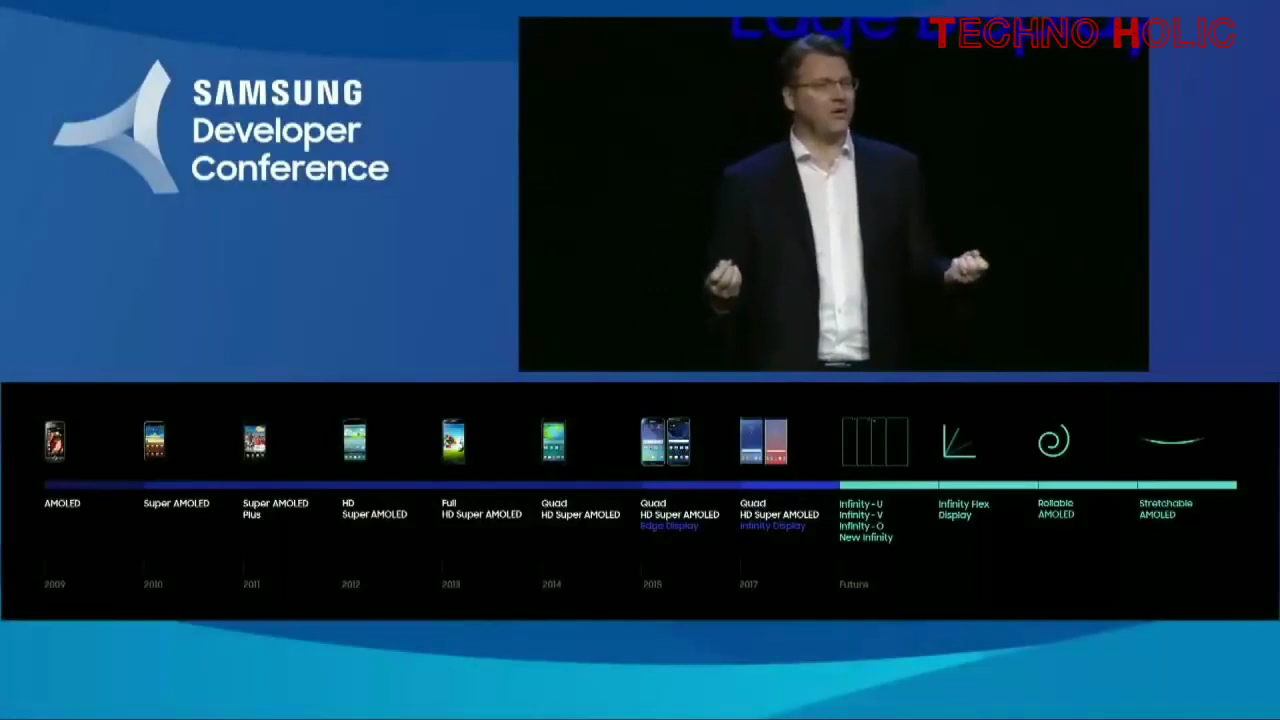 TECHNO HOLIC
SAMSUNG
Developer
Conference
AMOLED
Super AMOLED
Super AMOLED
Plus
HD
Super AMOLED
Full
HD Super AMOLED
Quad
HD Super AMOLED
Quad
HD Super AMOLED
Edge Display
Quad
HD Super AMOLED
Infinity Display
Infinity - U
Infinity - V
Infinity - O
New Infinity
Infinity Flex
Display
Rollable
AMOLED
Stretchable
AMOLED
2009
2010
2011
2012
2013
2014
2015
2017
Future